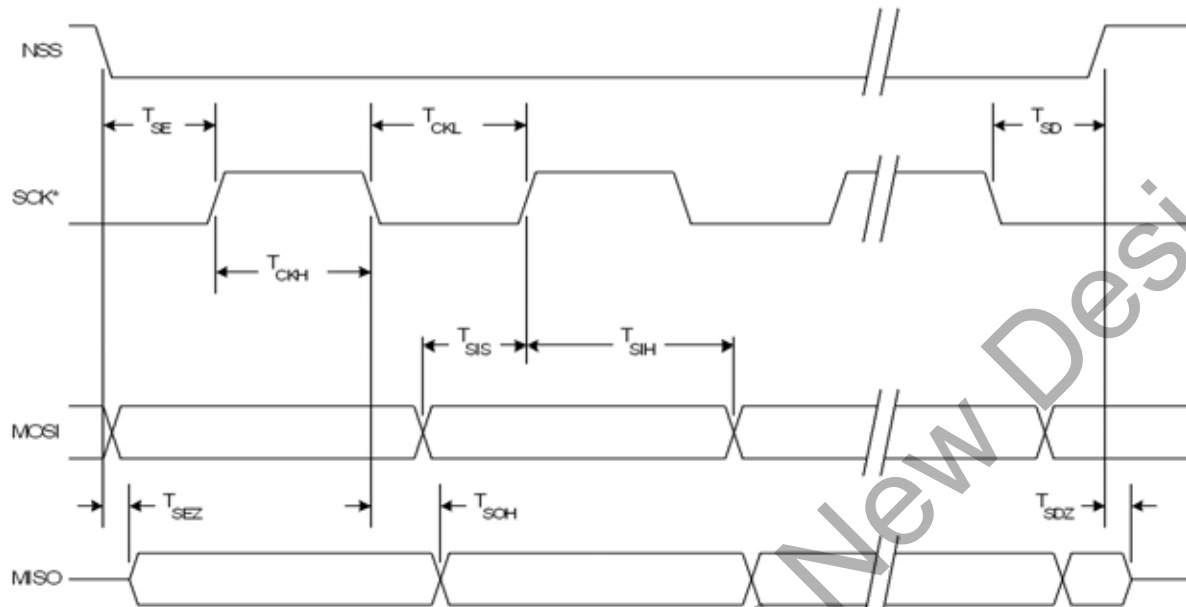 NSS
T_SE
T_CKL
T_SD
SCK*
T_CKH
T_SIS
T_SIH
MOSI
T_SEZ
T_SOH
T_SDZ
MISO
New Desi